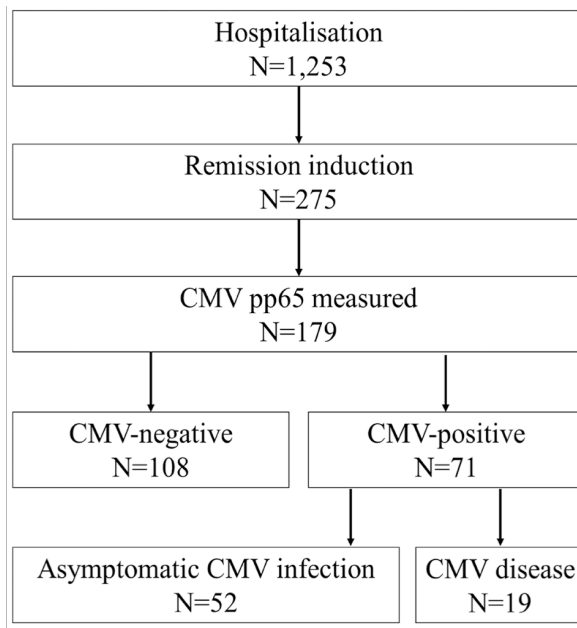 Hospitalisation
N=1,253
Remission induction
N=275
CMV pp65 measured
N=179
CMV-negative
N=108
CMV-positive
N=71
Asymptomatic CMV infection
N=52
CMV disease
N=19